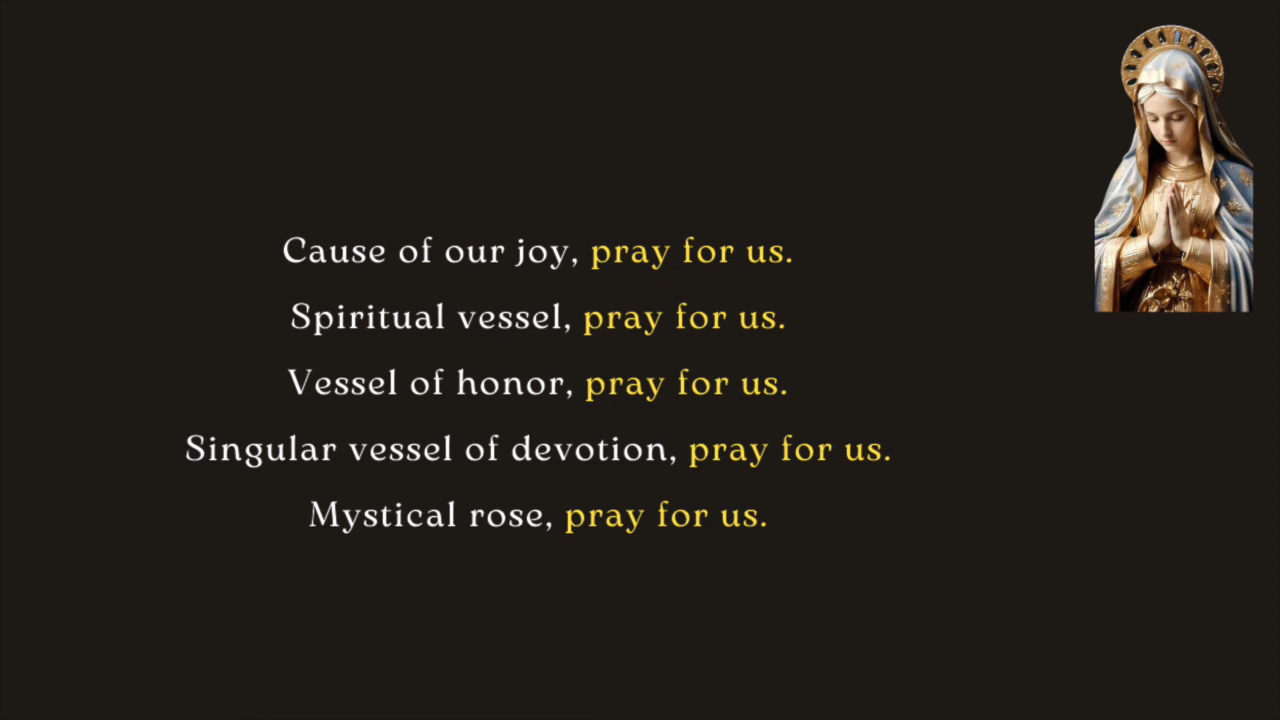 Cause of our joy, pray for us.
Spiritual vessel, pray for us.
Vessel of honor, pray for us.
Singular vessel of devotion, pray for us.
Mystical rose, pray for us.